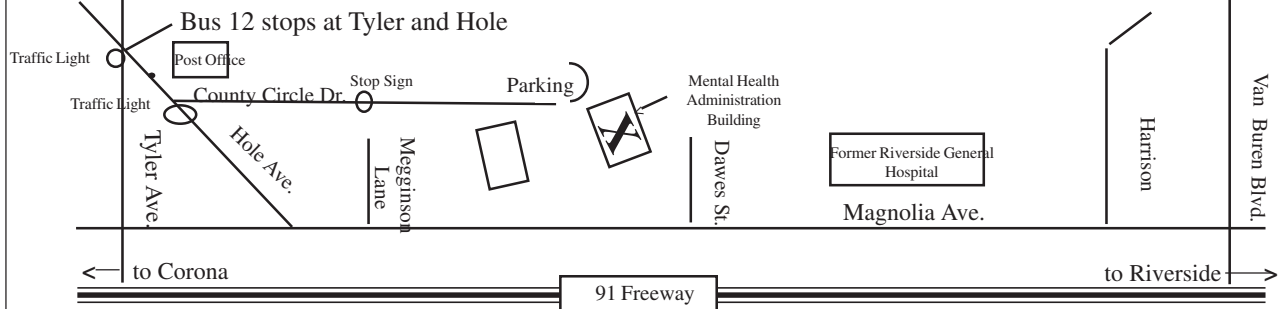 Bus 12 stops at Tyler and Hole
Traffic Light
Post Office
Stop Sign
Parking
Mental Health
Administration
Building
Traffic Light
County Circle Dr.
X
Van Buren Blvd.
Harrison
Tyler Ave.
Hole Ave.
Megginson
Lane
Dawes St.
Former Riverside General
Hospital
Magnolia Ave.
to Corona
to Riverside
91 Freeway